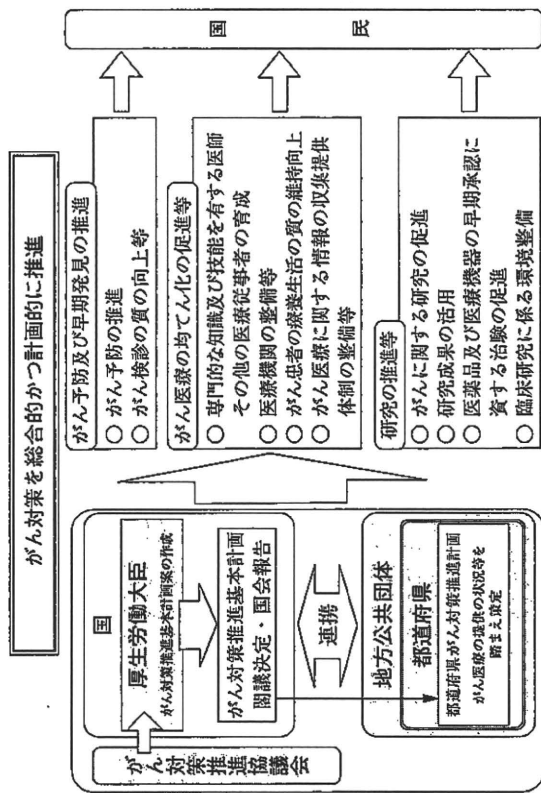 がん対策を総合的かつ計画的に推進
がん対策推進協議会
国
厚生労働大臣
がん対策推進基本計画案の作成
がん対策推進基本計画
閣議決定・国会報告
連携
地方公共団体
都道府県
都道府県がん対策推進計画
がん医療の提供の状況等を
踏まえ策定
がん予防及び早期発見の推進
○ がん予防の推進
○ がん検診の質の向上等
がん医療の均てん化の促進等
○ 専門的な知識及び技能を有する医師
その他の医療従事者の育成
○ 医療機関の整備等
○ がん患者の療養生活の質の維持向上
○ がん医療に関する情報の収集提供
体制の整備等
研究の推進等
○ がんに関する研究の促進
○ 研究成果の活用
○ 医薬品及び医療機器の早期承認に
資する治験の促進
○ 臨床研究に係る環境整備
国民